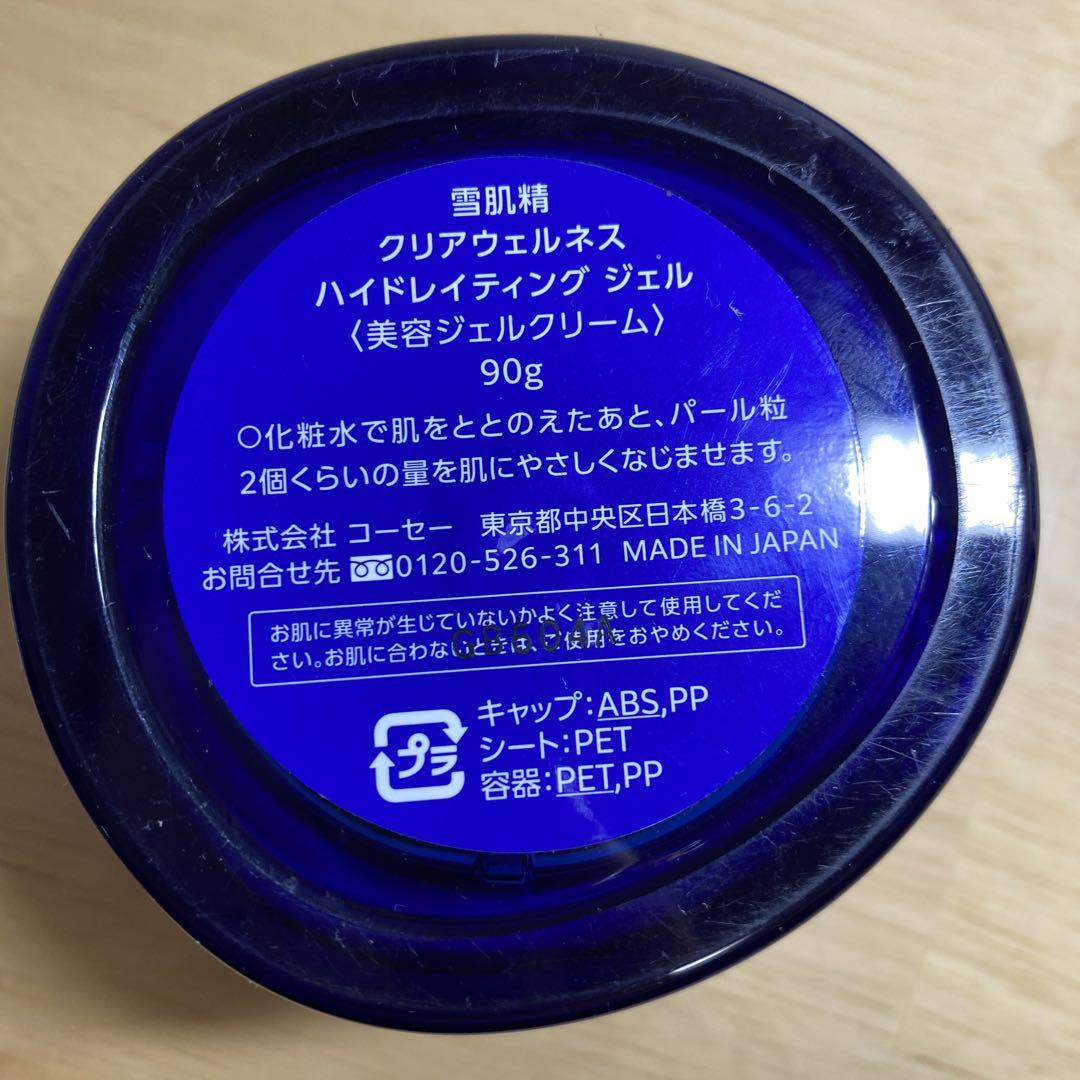 雪肌精
クリアウェルネス
ハイドレイティング ジェル
〈美容ジェルクリーム〉
90g
○化粧水で肌をととのえたあと、パール粒
2個くらいの量を肌にやさしくなじませます。
株式会社 コーセー 東京都中央区日本橋3-6-2
お問合せ先 0120-526-311 MADE IN JAPAN
お肌に異常が生じていないかよく注意して使用してくだ
さい。お肌に合わないときは、ご使用をおやめください。
GB604A
プラ
キャップ:ABS,PP
シート:PET
容器:PET,PP